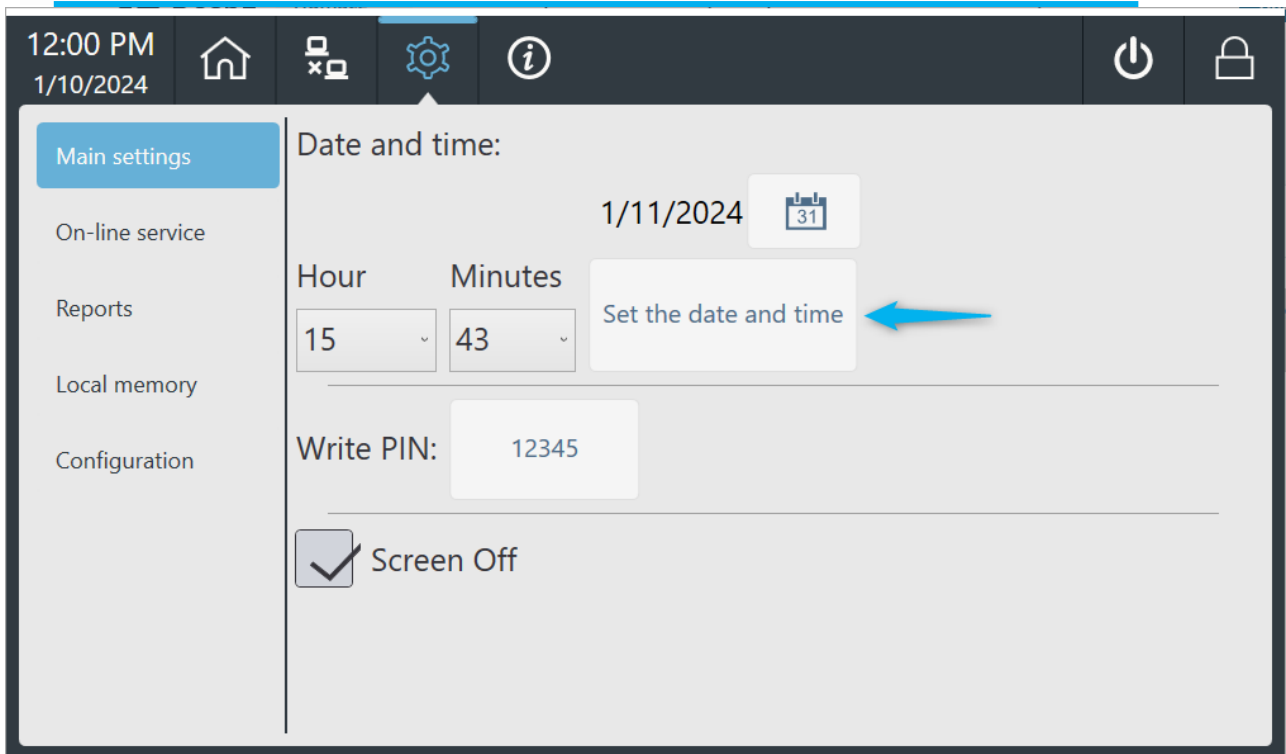 12:00 PM
1/10/2024
Main settings
On-line service
Reports
Local memory
Configuration
Date and time:
1/11/2024
31
Hour
Minutes
15
43
Set the date and time
Write PIN:
12345
Screen Off